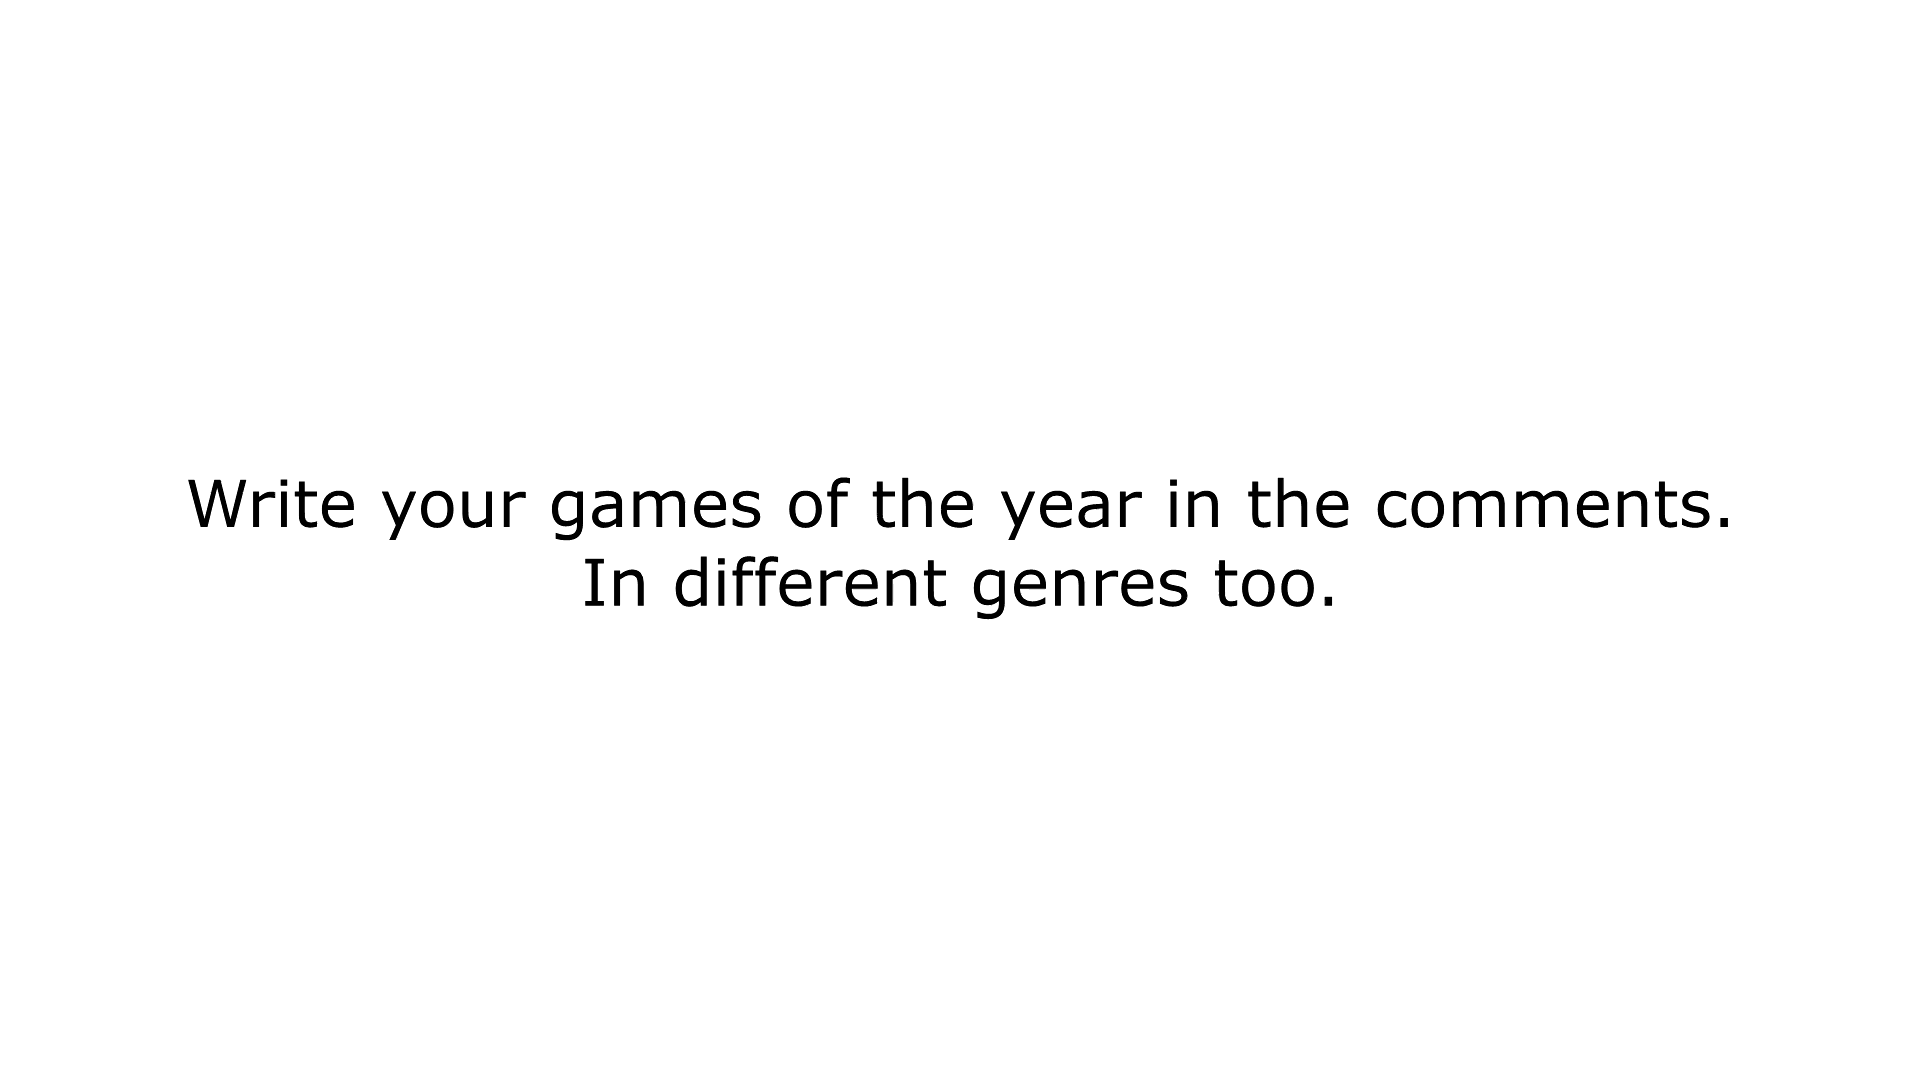 Write your games of the year in the comments.
In different genres too.